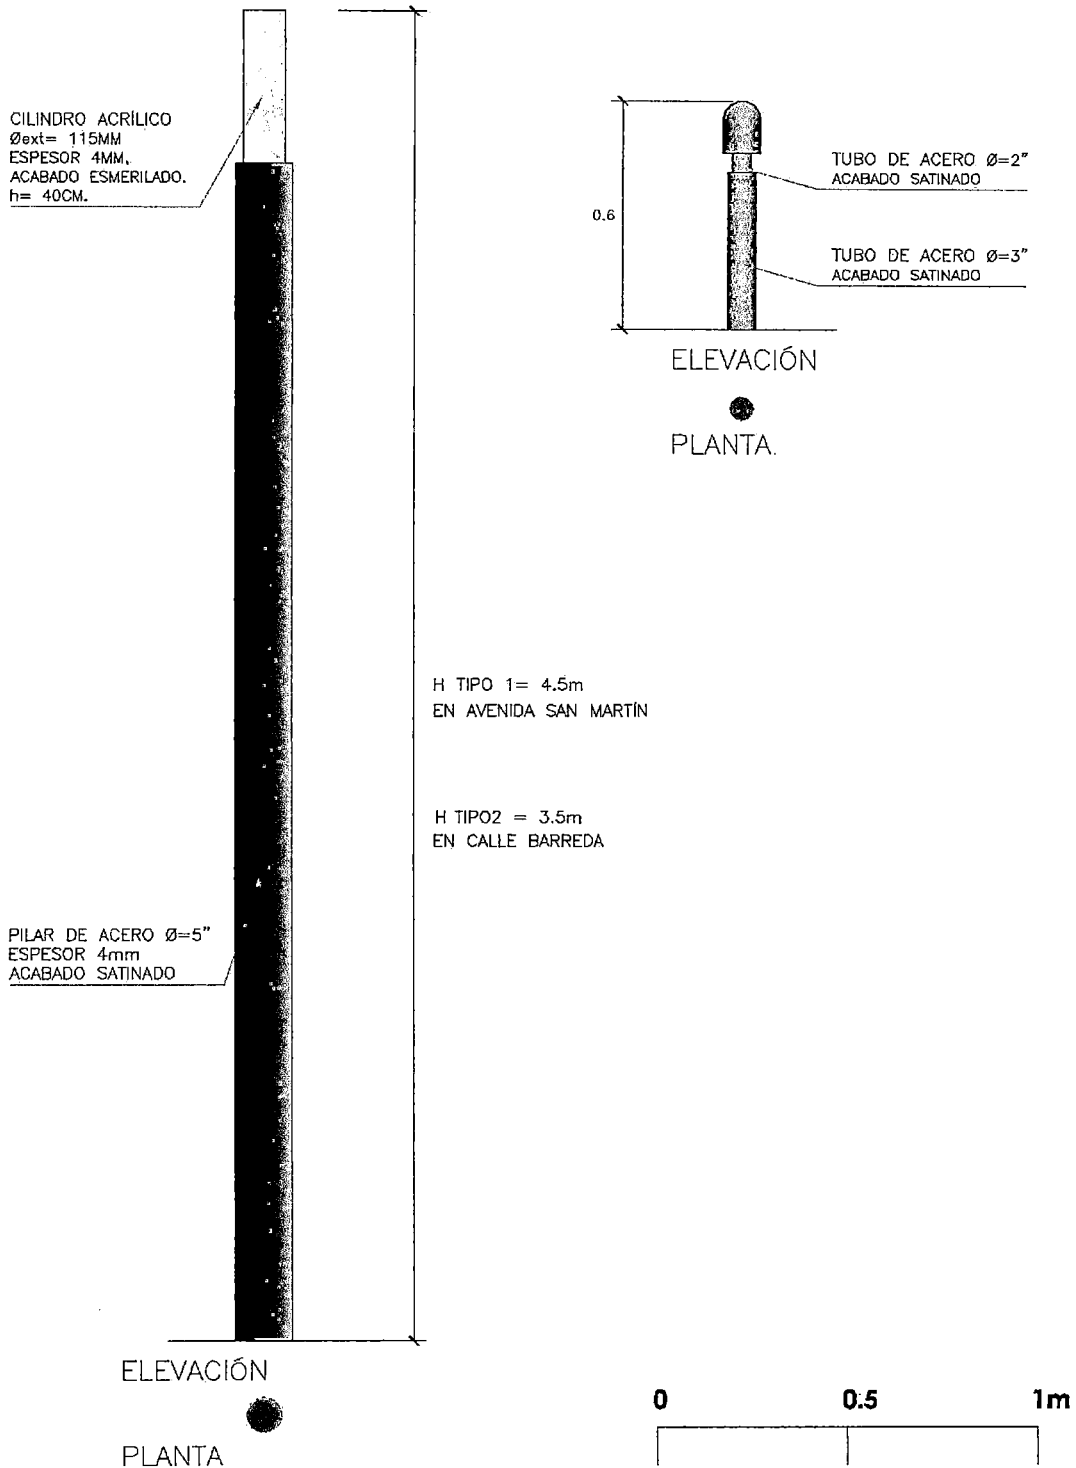 CILINDRO ACRÍLICO
Øext= 115MM
ESPESOR 4MM.
ACABADO ESMERILADO.
h= 40CM.
TUBO DE ACERO Ø=2"
ACABADO SATINADO
0.6
TUBO DE ACERO Ø=3"
ACABADO SATINADO
ELEVACIÓN
PLANTA.
H TIPO 1= 4.5m
EN AVENIDA SAN MARTÍN
H TIPO2 = 3.5m
EN CALLE BARREDA
PILAR DE ACERO Ø=5"
ESPESOR 4mm
ACABADO SATINADO
ELEVACIÓN
PLANTA
0 0.5 1m